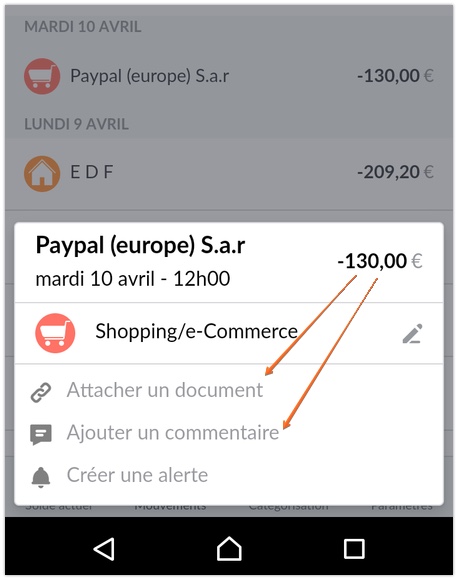 MARDI 10 AVRIL
Paypal (europe) S.a.r -130,00 €
LUNDI 9 AVRIL
E D F -209,20 €
Paypal (europe) S.a.r
-130,00 €
mardi 10 avril - 12h00
Shopping/e-Commerce
Attacher un document
Ajouter un commentaire
Créer une alerte
Solde actuel Mouvements Catégorisation Paramètres